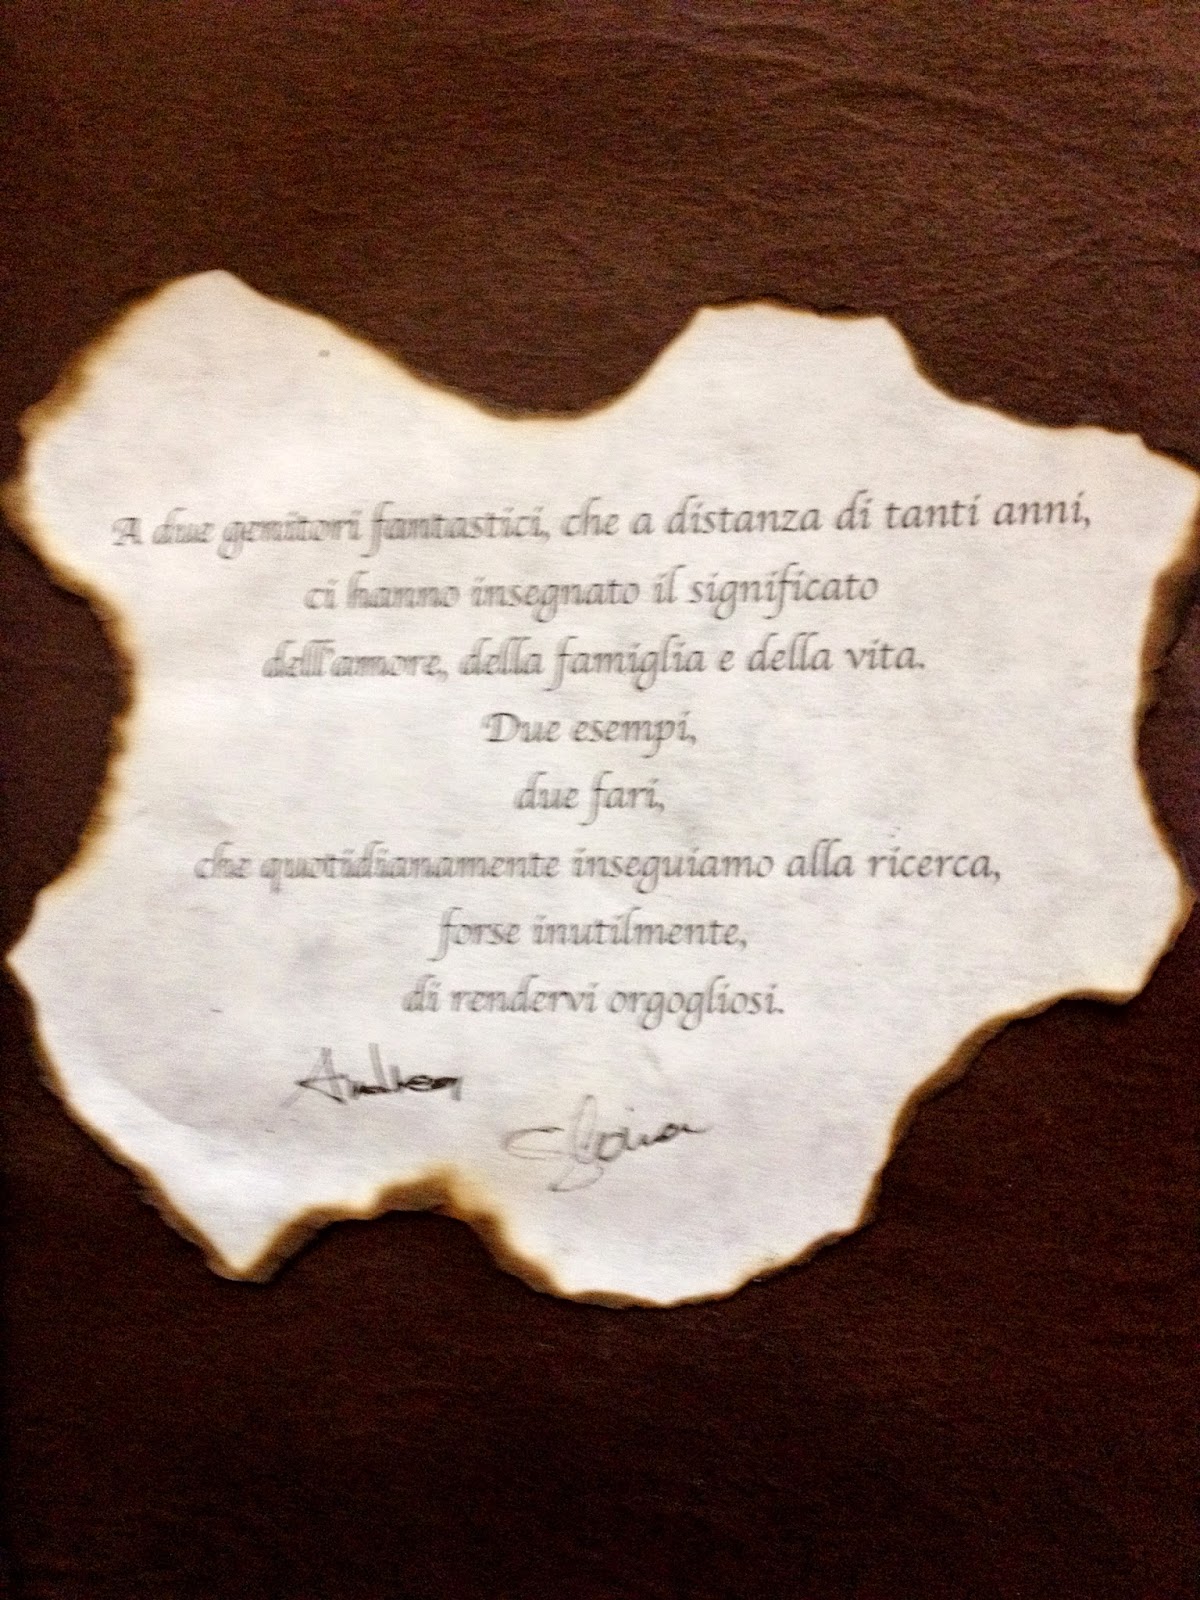 A due genitori fantastici, che a distanza di tanti anni,
ci hanno insegnato il significato
dell'amore, della famiglia e della vita.
Due esempi,
due fari,
che quotidianamente inseguiamo alla ricerca,
forse inutilmente,
di rendervi orgogliosi.
Andrea